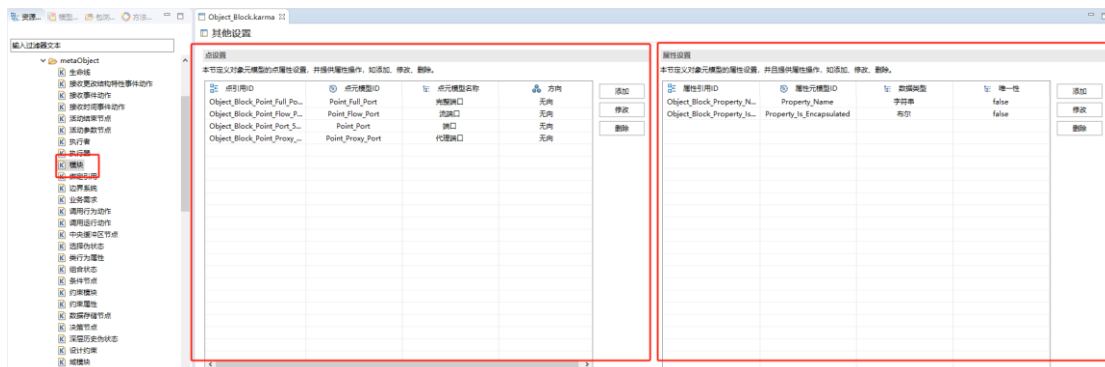 资源... 模型... 包浏... 方法...
输入过滤器文本
metaObject
生命线
接收更改结构特性事件动作
接收事件动作
接收时间事件动作
活动结束节点
活动参数节点
执行者
执行器
模块
绑定引用
边界系统
业务需求
调用行为动作
调用运行动作
中央缓冲区节点
选择伪状态
类行为属性
组合状态
条件节点
约束模块
约束属性
数据存储节点
决策节点
深层历史伪状态
设计约束
域模块
Object_Block.karma
其他设置
点设置
本节定义对象元模型的点属性设置，并提供属性操作，如添加、修改、删除。
点引用ID 点元模型ID 点元模型名称 方向
Object_Block_Point_Full_Po... Point_Full_Port 完整端口 无向
Object_Block_Point_Flow_P... Point_Flow_Port 流端口 无向
Object_Block_Point_Port_S... Point_Port 端口 无向
Object_Block_Point_Proxy_... Point_Proxy_Port 代理端口 无向
添加
修改
删除
属性设置
本节定义对象元模型的属性设置，并且提供属性操作，如添加、修改、删除。
属性引用ID 属性元模型ID 数据类型 唯一性
Object_Block_Property_N... Property_Name 字符串 false
Object_Block_Property_Is... Property_Is_Encapsulated 布尔 false
添加
修改
删除